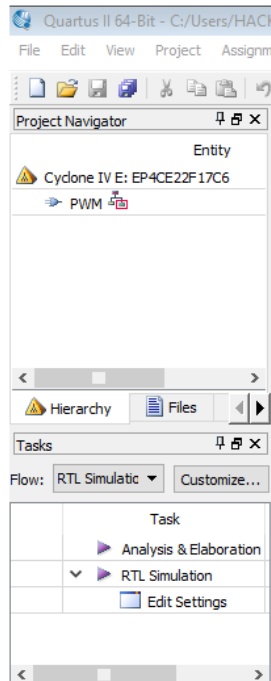 Quartus II 64-Bit - C:/Users/HACK
File Edit View Project Assignm
Project Navigator
Entity
Cyclone IV E: EP4CE22F17C6
PWM
Hierarchy Files
Tasks
Flow: RTL Simulatic Customize...
Task
Analysis & Elaboration
RTL Simulation
Edit Settings